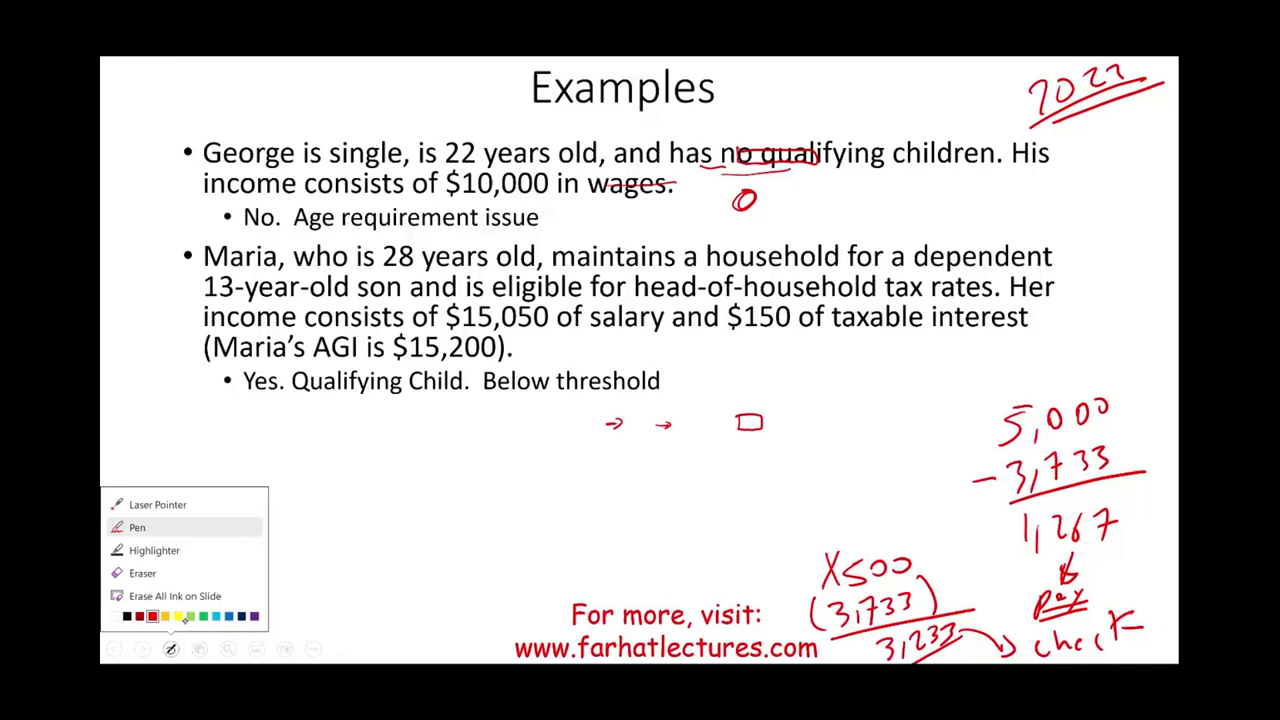 Examples
2022
• George is single, is 22 years old, and has no qualifying children. His
income consists of $10,000 in wages.
• No. Age requirement issue
• Maria, who is 28 years old, maintains a household for a dependent
13-year-old son and is eligible for head-of-household tax rates. Her
income consists of $15,050 of salary and $150 of taxable interest
(Maria's AGI is $15,200).
• Yes. Qualifying Child. Below threshold
5,000
- 3,733
1,267
pay
Laser Pointer
Pen
Highlighter
Eraser
Erase All Ink on Slide
500
(3,733)
3,233
check
For more, visit:
www.farhatlectures.com